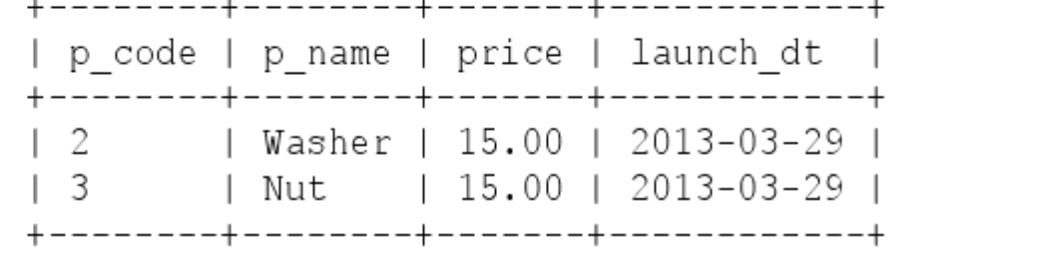 +--------+--------+-------+------------+
| p_code | p_name | price | launch_dt  |
+--------+--------+-------+------------+
| 2      | Washer | 15.00 | 2013-03-29 |
| 3      | Nut    | 15.00 | 2013-03-29 |
+--------+--------+-------+------------+